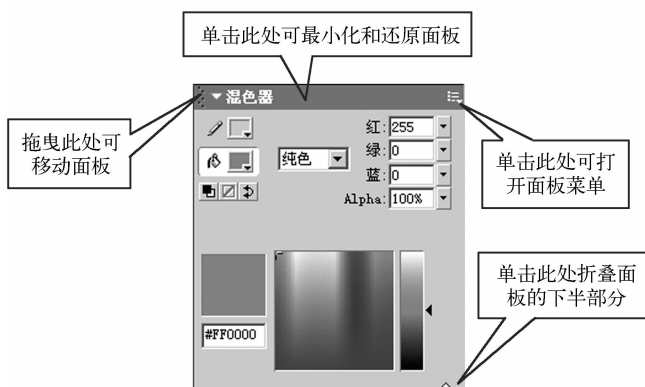 单击此处可最小化和还原面板
混色器
拖曳此处可
移动面板
红:255
绿:0
蓝:0
Alpha:100%
纯色
单击此处可打
开面板菜单
单击此处折叠面
板的下半部分
#FF0000